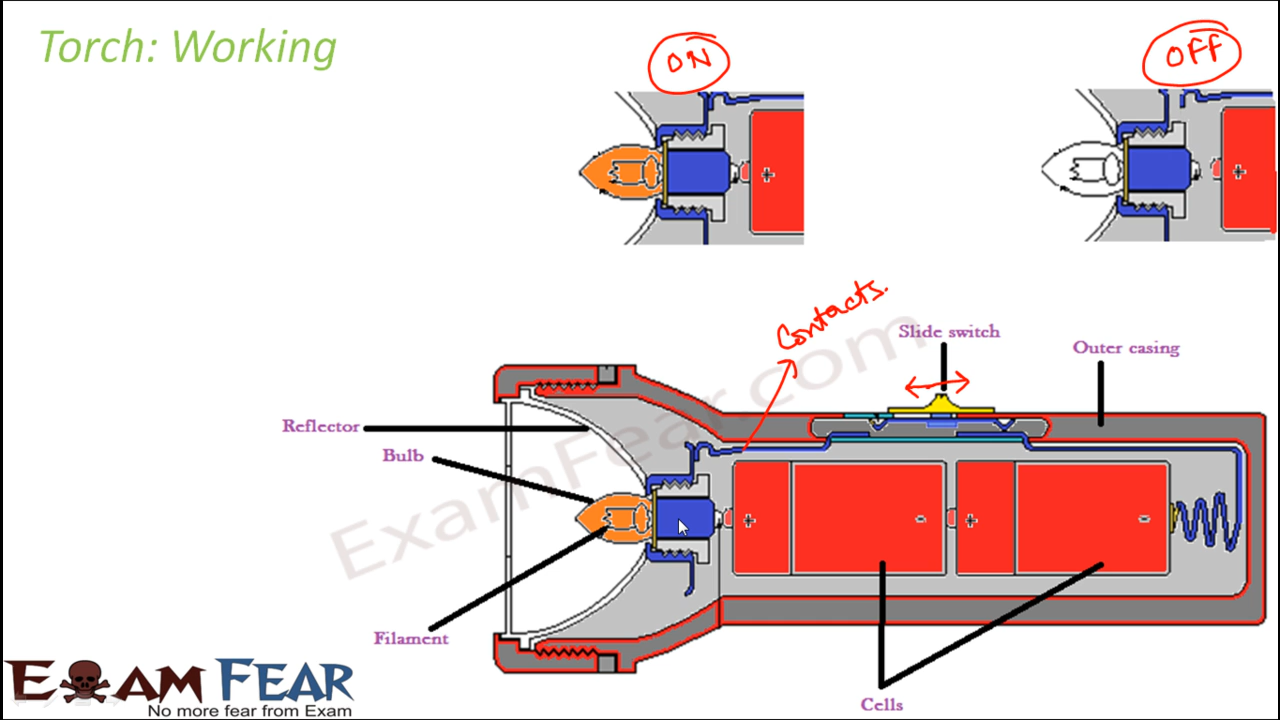 Torch: Working
ON
OFF
Contacts.
Slide switch
Outer casing
Reflector
Bulb
Filament
Cells
+
+
+ - + -
ExamFear.com
EXAM FEAR
No more fear from Exam